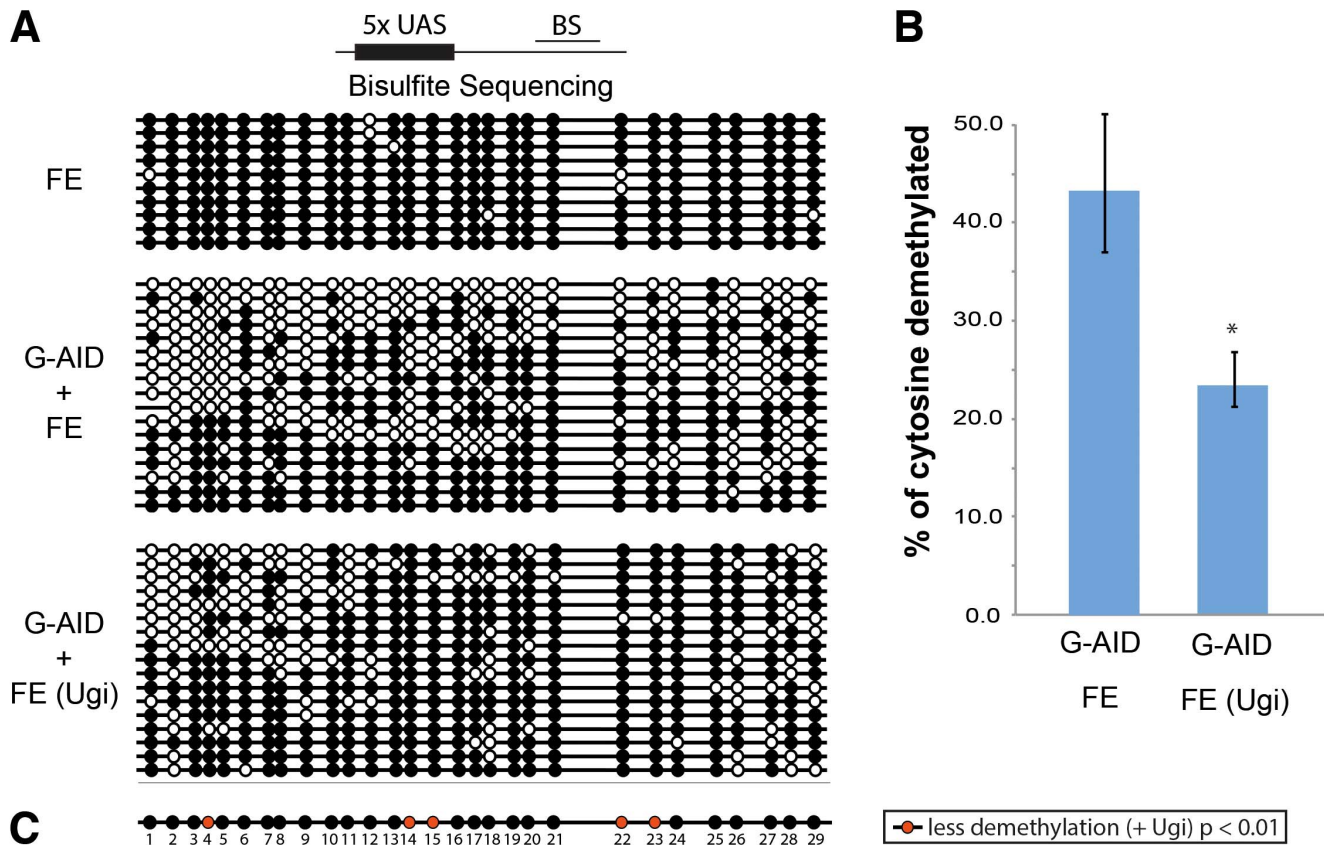 A
5x UAS
BS
Bisulfite Sequencing
FE
G-AID
+
FE
G-AID
+
FE (Ugi)
B
% of cytosine demethylated
50.0
40.0
30.0
20.0
10.0
0.0
*
G-AID
FE
G-AID
FE (Ugi)
C
1 2 3 4 5 6 7 8 9 10 11 12 13 14 15 16 17 18 19 20 21 22 23 24 25 26 27 28 29
less demethylation (+ Ugi) p < 0.01